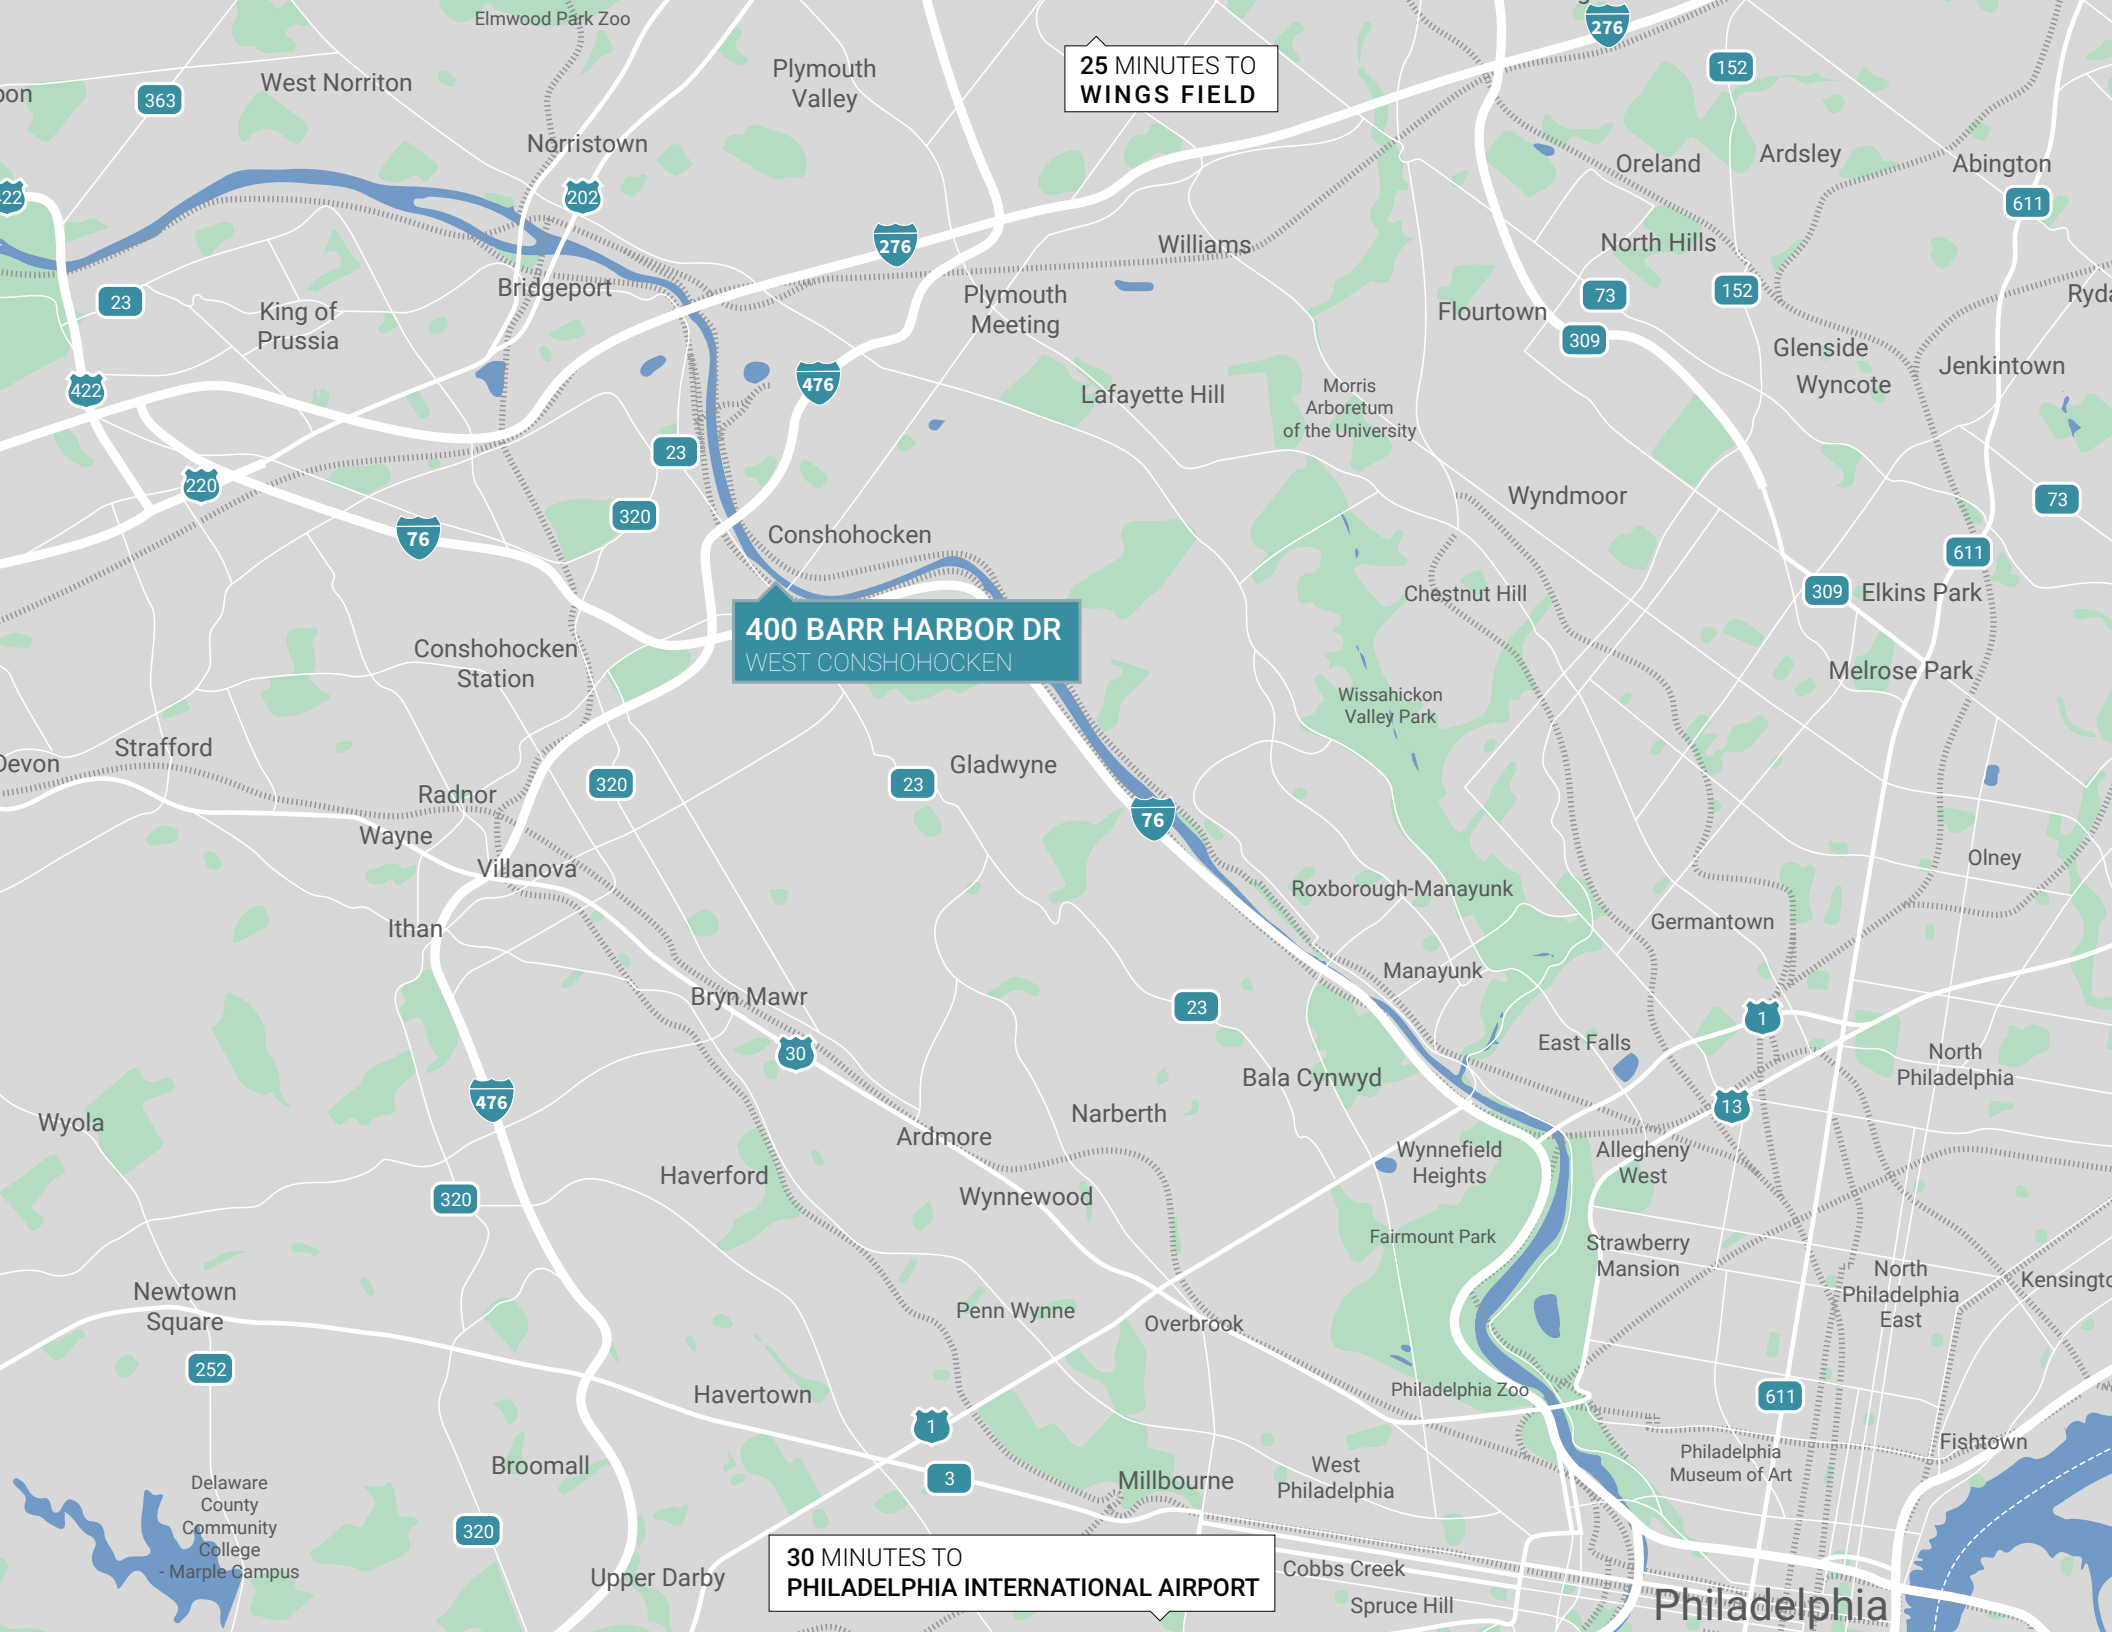 Elmwood Park Zoo
276
25 MINUTES TO
WINGS FIELD
Plymouth
Valley
152
West Norriton
363
Norristown
Oreland
Ardsley
Abington
422
202
611
276
Williams
North Hills
23
Bridgeport
King of
Prussia
Plymouth
Meeting
Flourtown
73
152
309
Glenside
Wyncote
Jenkintown
422
476
Lafayette Hill
Morris
Arboretum
of the University
23
220
320
Wyndmoor
73
76
Conshohocken
611
Chestnut Hill
309
Elkins Park
400 BARR HARBOR DR
WEST CONSHOHOCKEN
Conshohocken
Station
Melrose Park
Wissahickon
Valley Park
Strafford
Devon
Radnor
320
23
Gladwyne
Wayne
76
Villanova
Olney
Roxborough-Manayunk
Ithan
Germantown
Manayunk
Bryn Mawr
23
1
30
East Falls
North
Philadelphia
Bala Cynwyd
476
Narberth
13
Wyola
Ardmore
Wynnefield
Heights
Allegheny
West
Haverford
320
Wynnewood
Fairmount Park
Strawberry
Mansion
North
Philadelphia
East
Newtown
Square
Penn Wynne
Overbrook
252
Havertown
Philadelphia Zoo
611
1
3
Broomall
Millbourne
West
Philadelphia
Philadelphia
Museum of Art
Fishtown
Delaware
County
Community
College
- Marple Campus
320
Upper Darby
30 MINUTES TO
PHILADELPHIA INTERNATIONAL AIRPORT
Cobbs Creek
Spruce Hill
Philadelphia